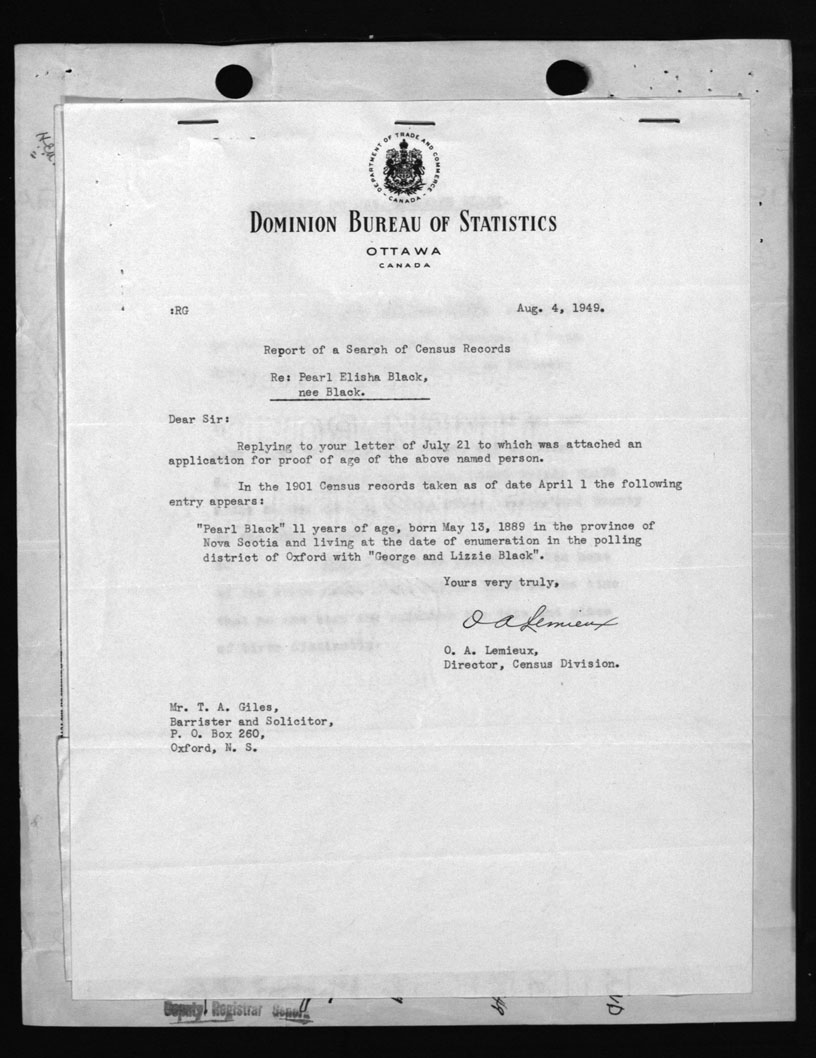 DEPARTMENT OF TRADE AND COMMERCE
- CANADA -
DOMINION BUREAU OF STATISTICS
OTTAWA
CANADA
:RG
Aug. 4, 1949.
Report of a Search of Census Records
Re: Pearl Elisha Black,
nee Black.
Dear Sir:
Replying to your letter of July 21 to which was attached an
application for proof of age of the above named person.
In the 1901 Census records taken as of date April 1 the following
entry appears:
"Pearl Black" 11 years of age, born May 13, 1889 in the province of
Nova Scotia and living at the date of enumeration in the polling
district of Oxford with "George and Lizzie Black".
Yours very truly,
O A Lemieux
O. A. Lemieux,
Director, Census Division.
Mr. T. A. Giles,
Barrister and Solicitor,
P. O. Box 260,
Oxford, N. S.
Deputy Registrar